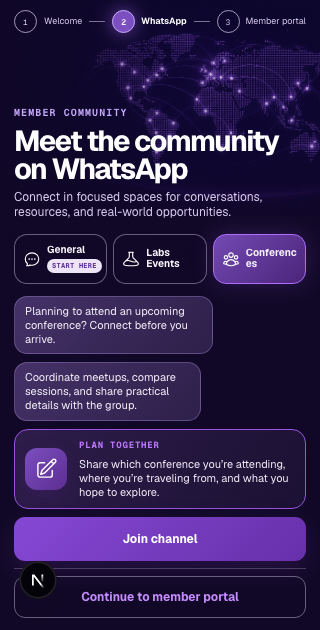 1 Welcome 2 WhatsApp 3 Member portal
MEMBER COMMUNITY
Meet the community
on WhatsApp
Connect in focused spaces for conversations,
resources, and real-world opportunities.
General
START HERE
Labs
Events
Conferenc
es
Planning to attend an upcoming
conference? Connect before you
arrive.
Coordinate meetups, compare
sessions, and share practical
details with the group.
PLAN TOGETHER
Share which conference you're attending,
where you're traveling from, and what you
hope to explore.
Join channel
N
Continue to member portal